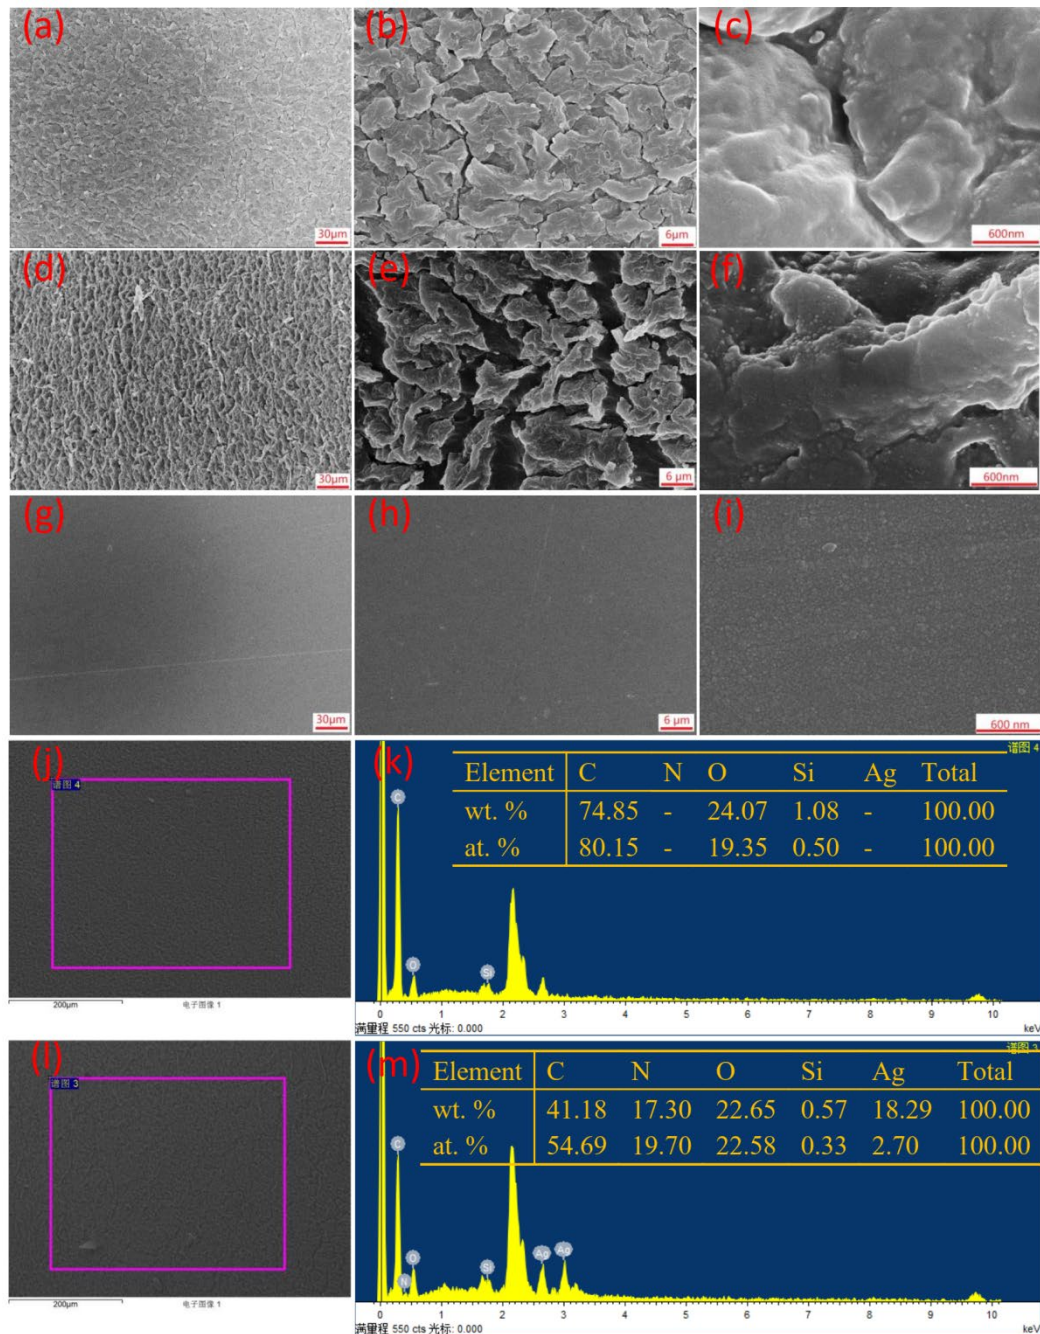 (a)
30μm
(b)
6μm
(c)
600nm
(d)
30μm
(e)
6 μm
(f)
600nm
(g)
30μm
(h)
6 μm
(i)
600 nm
(j)
谱图 4
200μm
电子图像 1
(k)
谱图 4
Element C N O Si Ag Total
wt. % 74.85 - 24.07 1.08 - 100.00
at. % 80.15 - 19.35 0.50 - 100.00
C
O
Si
0 1 2 3 4 5 6 7 8 9 10
满量程 550 cts 光标: 0.000
keV
(l)
谱图 3
200μm
电子图像 1
(m)
谱图 3
Element C N O Si Ag Total
wt. % 41.18 17.30 22.65 0.57 18.29 100.00
at. % 54.69 19.70 22.58 0.33 2.70 100.00
C
N
O
Si
Ag
Ag
0 1 2 3 4 5 6 7 8 9 10
满量程 550 cts 光标: 0.000
keV